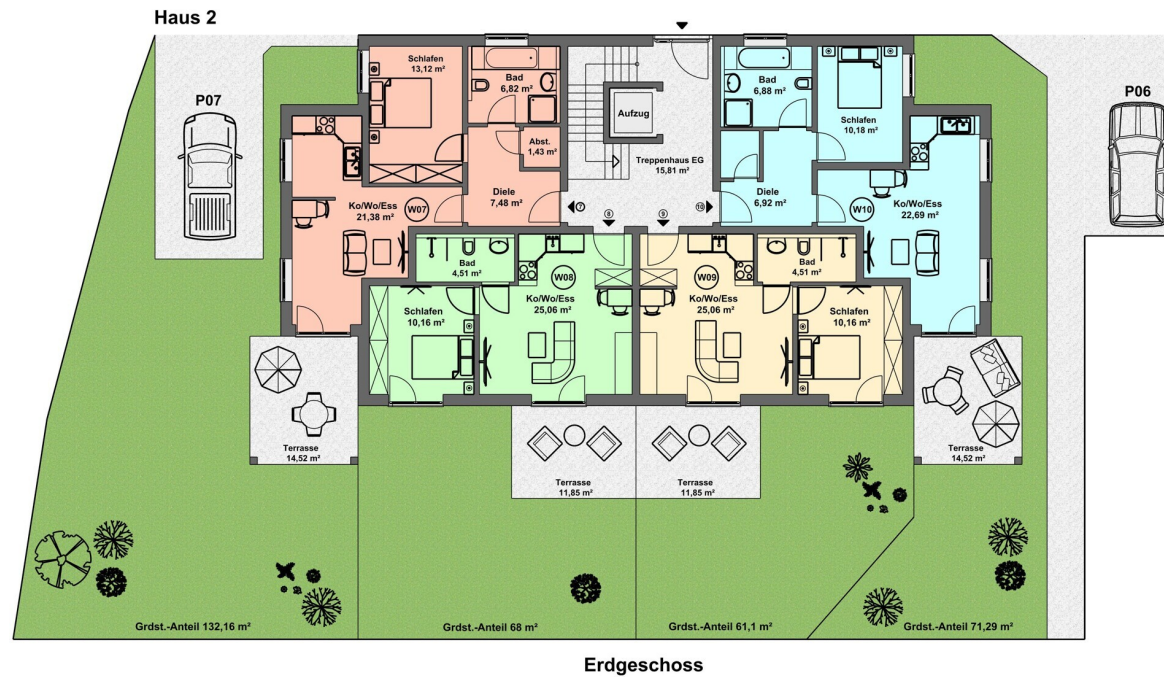 Haus 2
P07
P06
Schlafen
13,12 m²
Bad
6,82 m²
Abst.
1,43 m²
Diele
7,48 m²
Ko/Wo/Ess
21,38 m²
W07
Aufzug
Treppenhaus EG
15,81 m²
7
8
9
10
Bad
6,88 m²
Schlafen
10,18 m²
Diele
6,92 m²
W10
Ko/Wo/Ess
22,69 m²
Bad
4,51 m²
W08
Ko/Wo/Ess
25,06 m²
Schlafen
10,16 m²
W09
Ko/Wo/Ess
25,06 m²
Bad
4,51 m²
Schlafen
10,16 m²
Terrasse
14,52 m²
Terrasse
11,85 m²
Terrasse
11,85 m²
Terrasse
14,52 m²
Grdst.-Anteil 132,16 m²
Grdst.-Anteil 68 m²
Grdst.-Anteil 61,1 m²
Grdst.-Anteil 71,29 m²
Erdgeschoss